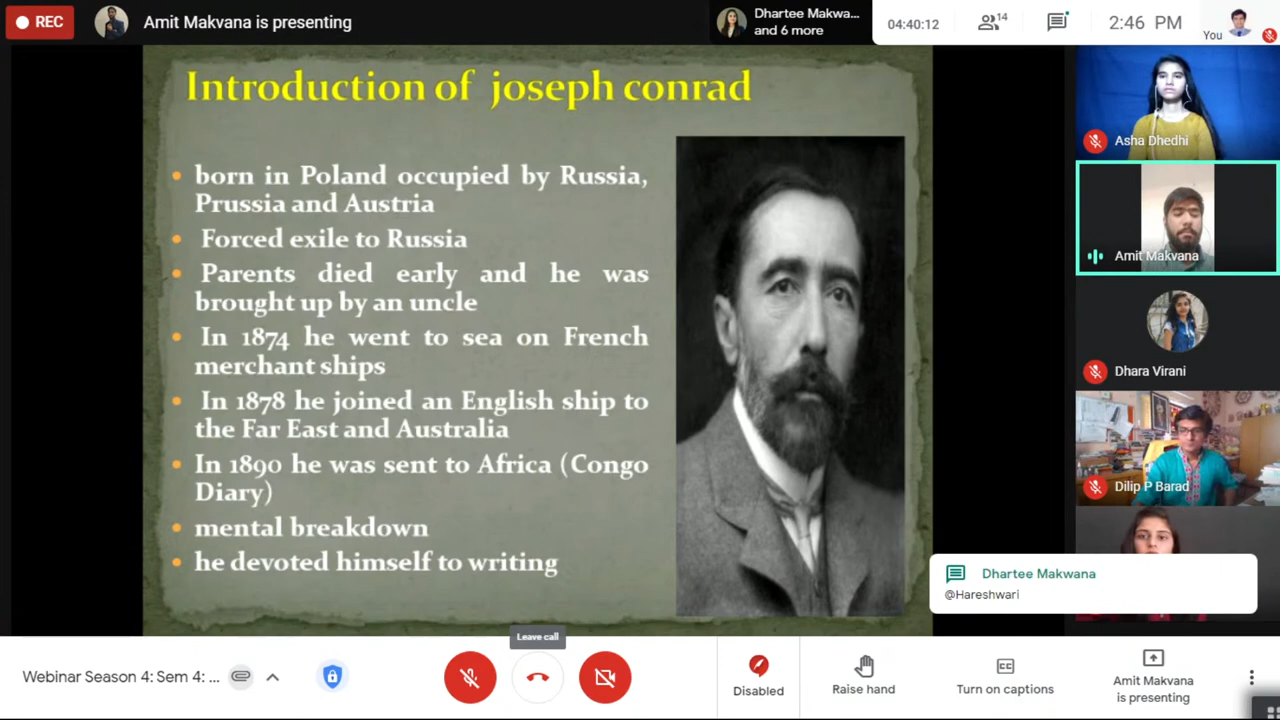 REC
Amit Makvana is presenting
Dhartee Makwa...
and 6 more
04:40:12
14
2:46 PM
You
Introduction of joseph conrad
born in Poland occupied by Russia,
Prussia and Austria
Forced exile to Russia
Parents died early and he was
brought up by an uncle
In 1874 he went to sea on French
merchant ships
In 1878 he joined an English ship to
the Far East and Australia
In 1890 he was sent to Africa (Congo
Diary)
mental breakdown
he devoted himself to writing
Asha Dhedhi
Amit Makvana
Dhara Virani
Dilip P Barad
Dhartee Makwana
@Hareshwari
Leave call
Webinar Season 4: Sem 4: ...
Disabled
Raise hand
CC
Turn on captions
Amit Makvana
is presenting